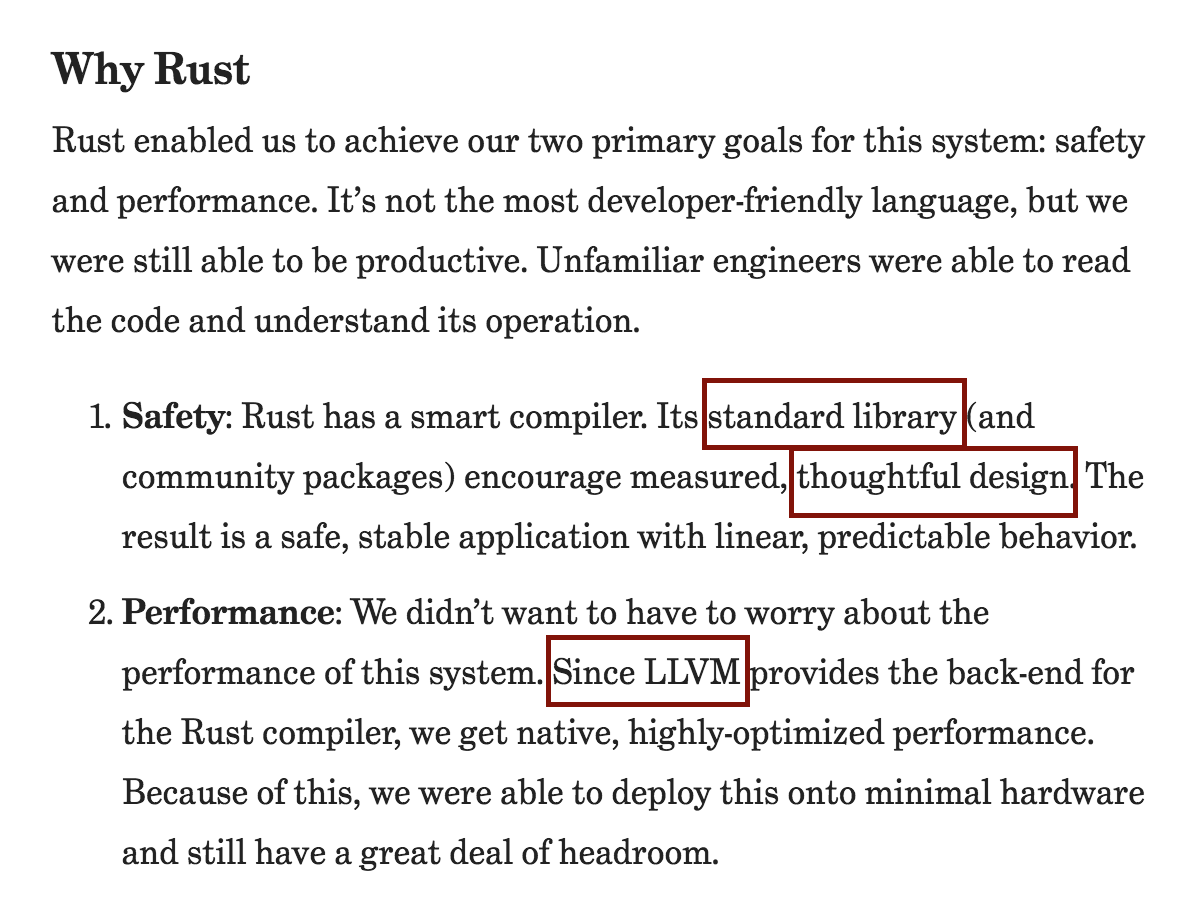 Why Rust
Rust enabled us to achieve our two primary goals for this system: safety
and performance. It’s not the most developer-friendly language, but we
were still able to be productive. Unfamiliar engineers were able to read
the code and understand its operation.
1. Safety: Rust has a smart compiler. Its standard library (and
community packages) encourage measured, thoughtful design. The
result is a safe, stable application with linear, predictable behavior.
2. Performance: We didn’t want to have to worry about the
performance of this system. Since LLVM provides the back-end for
the Rust compiler, we get native, highly-optimized performance.
Because of this, we were able to deploy this onto minimal hardware
and still have a great deal of headroom.